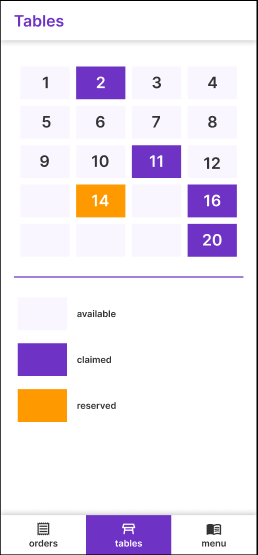 Tables
1 2 3 4
5 6 7 8
9 10 11 12
14 16
20
available
claimed
reserved
orders tables menu